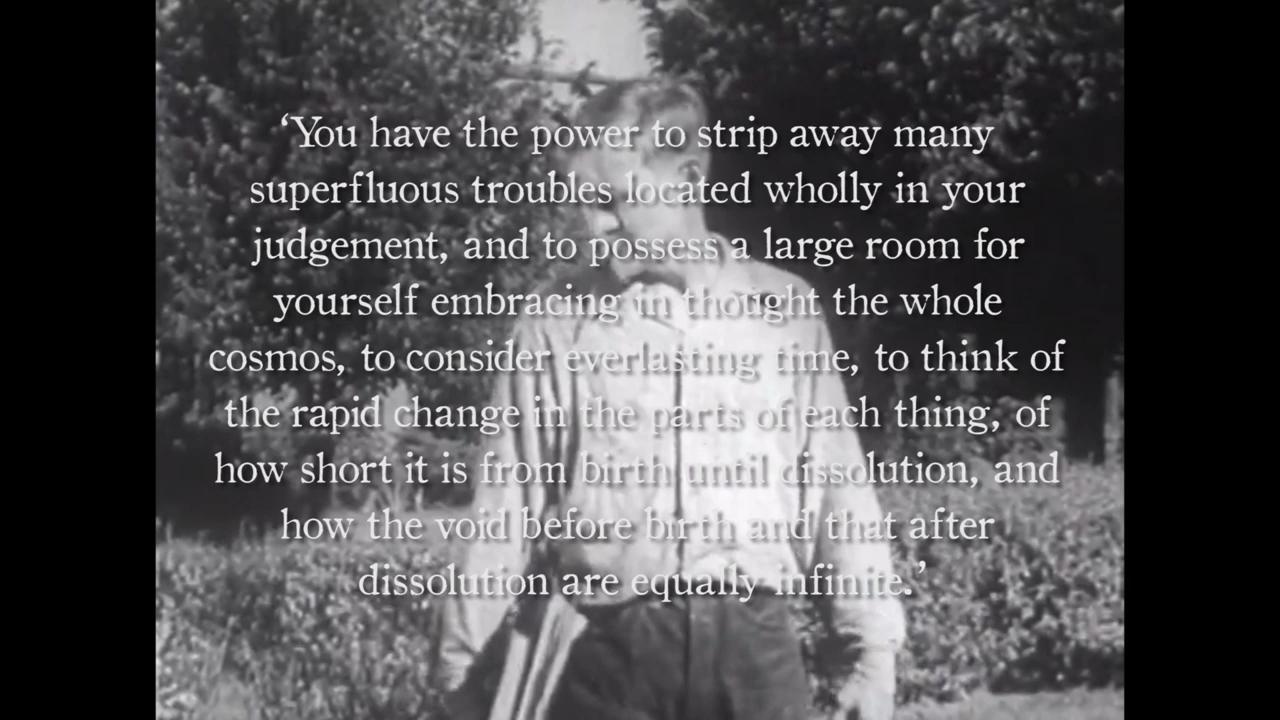 ‘You have the power to strip away many
superfluous troubles located wholly in your
judgement, and to possess a large room for
yourself embracing in thought the whole
cosmos, to consider everlasting time, to think of
the rapid change in the parts of each thing, of
how short it is from birth until dissolution, and
how the void before birth and that after
dissolution are equally infinite.’